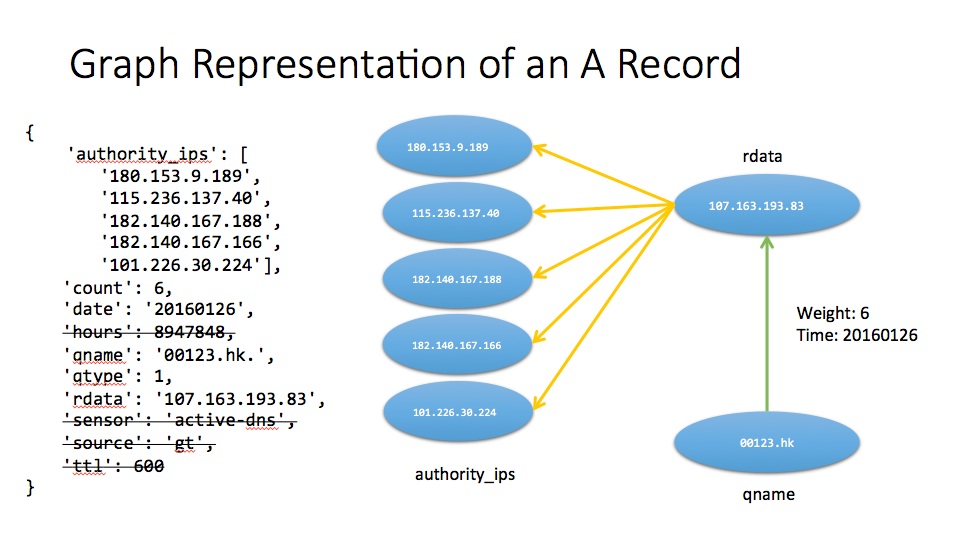 Graph Representation of an A Record
{
'authority_ips': [
'180.153.9.189',
'115.236.137.40',
'182.140.167.188',
'182.140.167.166',
'101.226.30.224'],
'count': 6,
'date': '20160126',
'hours': 8947848,
'qname': '00123.hk.',
'qtype': 1,
'rdata': '107.163.193.83',
'sensor': 'active-dns',
'source': 'gt',
'ttl': 600
}
180.153.9.189
115.236.137.40
182.140.167.188
182.140.167.166
101.226.30.224
authority_ips
rdata
107.163.193.83
Weight: 6
Time: 20160126
00123.hk
qname